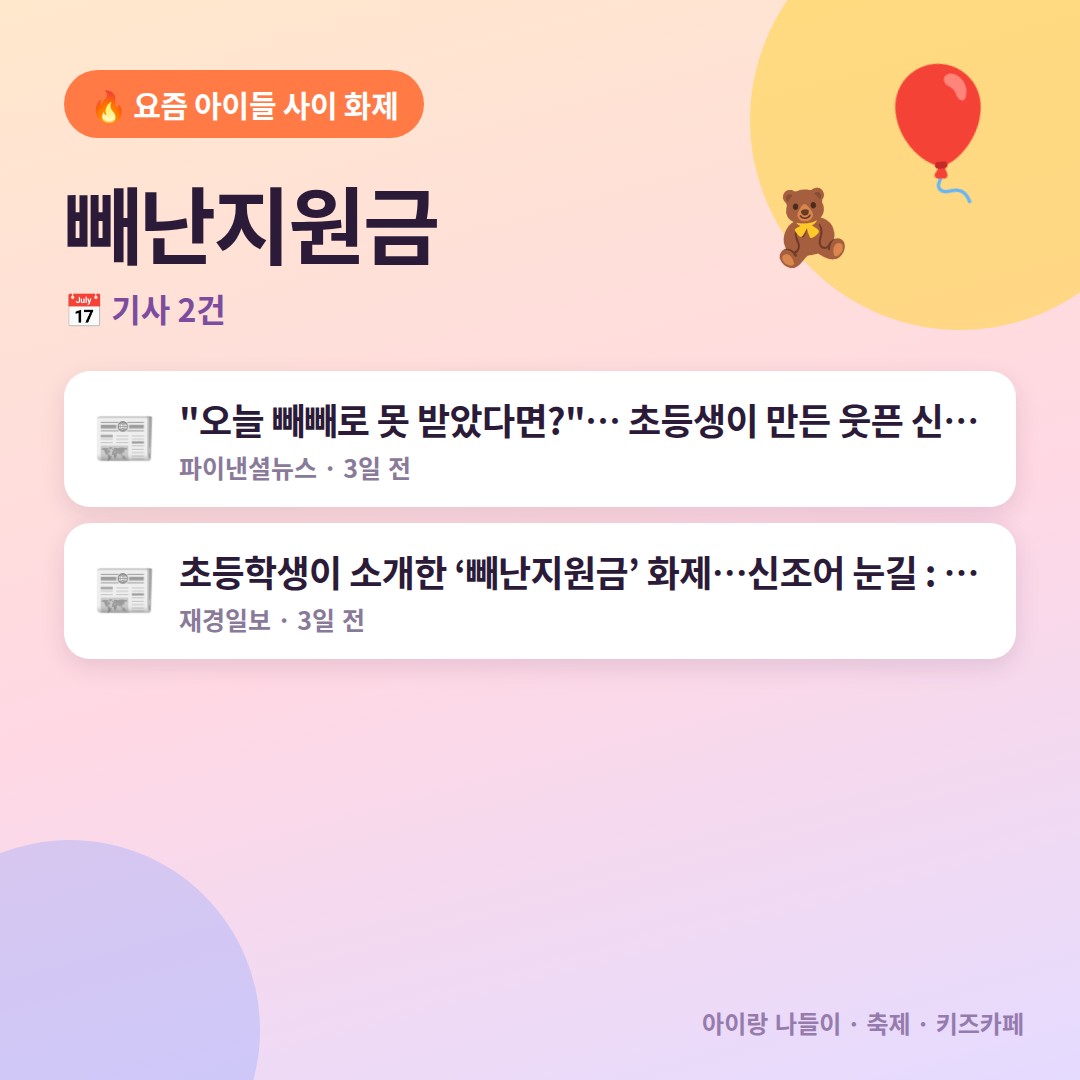 🔥 요즘 아이들 사이 화제
빼난지원금
📅 기사 2건
"오늘 빼빼로 못 받았다면?"… 초등생이 만든 웃픈 신…
파이낸셜뉴스 · 3일 전
초등학생이 소개한 ‘빼난지원금’ 화제…신조어 눈길 : …
재경일보 · 3일 전
아이랑 나들이 · 축제 · 키즈카페